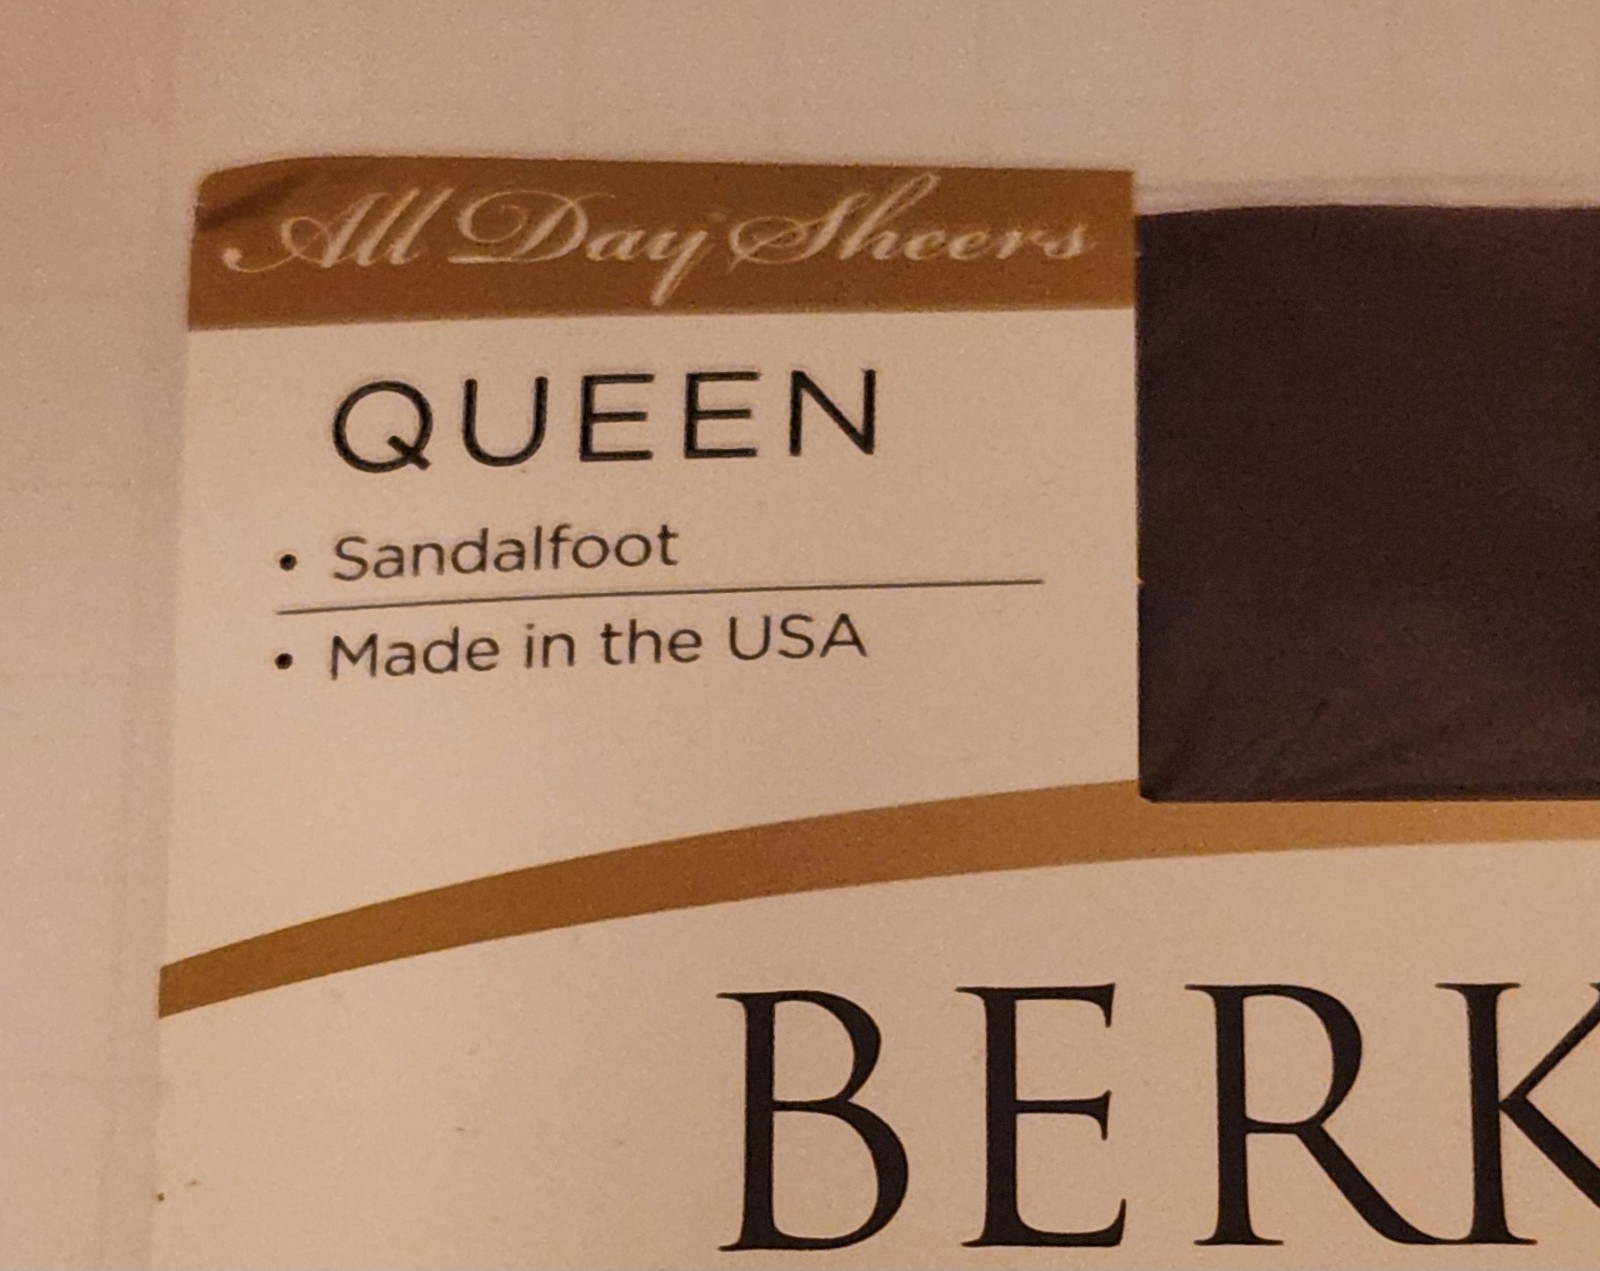 All Day Sheers
QUEEN
• Sandalfoot
• Made in the USA
BERK